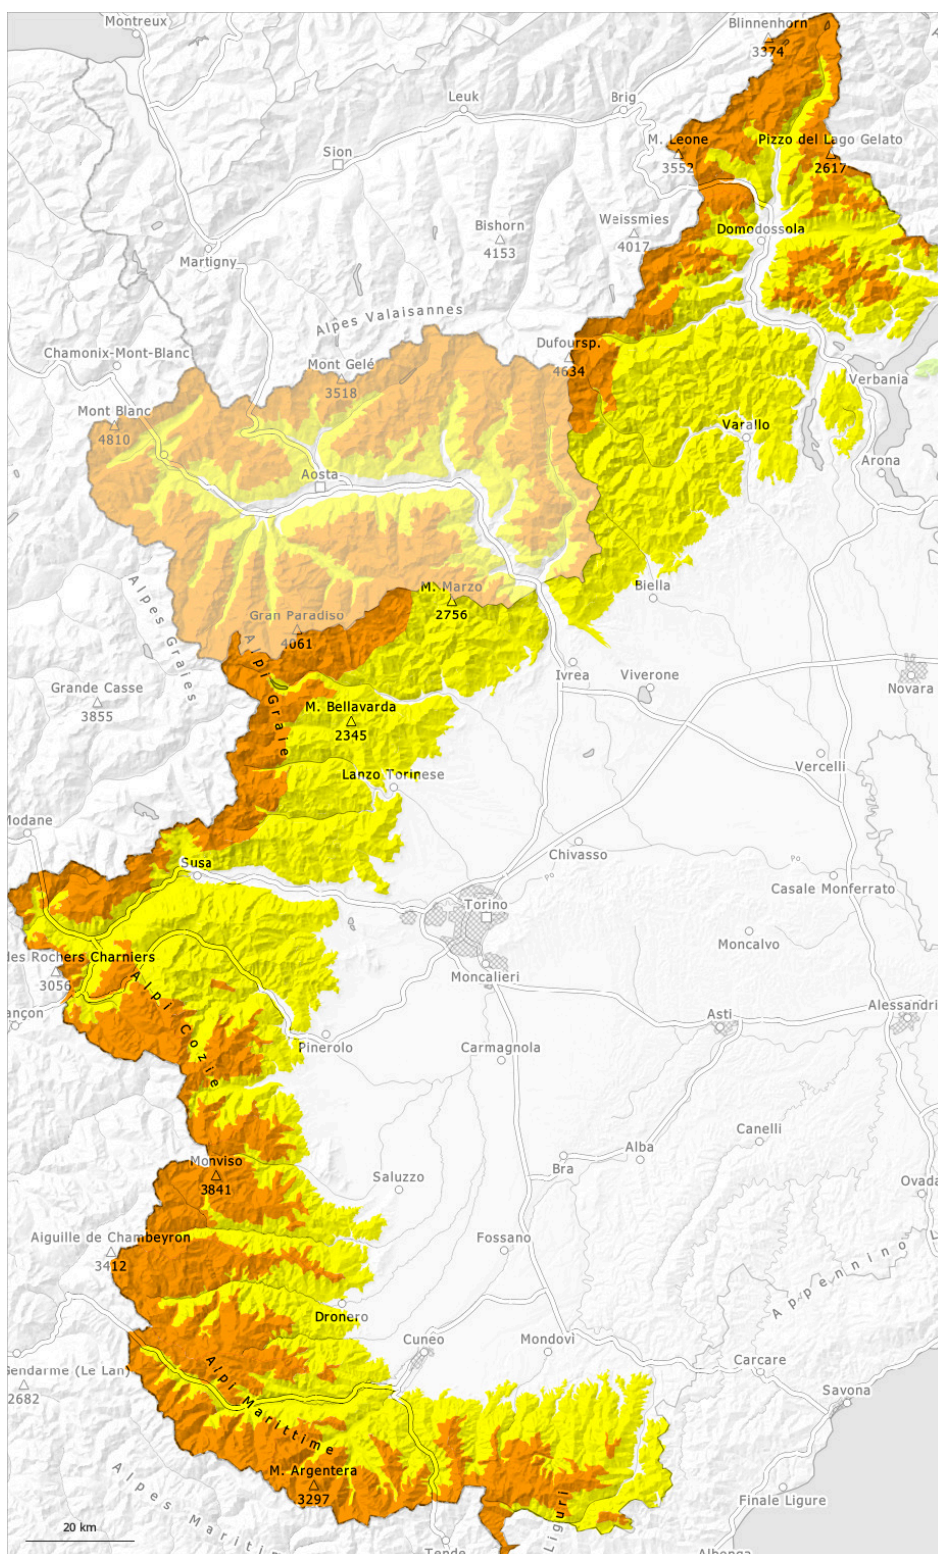 Montreux
Blinnenhorn
3374
Leuk
Brig
M. Leone
3552
Pizzo del Lago Gelato
2617
Sion
Bishorn
4153
Weissmies
4017
Domodossola
Martigny
Alpes Valaisannes
Chamonix-Mont-Blanc
Mont Gelé
3518
Dufoursp.
4634
Verbania
Mont Blanc
4810
Varallo
Aosta
Arona
Alpes Graies
M. Marzo
2756
Biella
Gran Paradiso
4061
Alpi Graie
Ivrea
Viverone
Novara
Grande Casse
3855
M. Bellavarda
2345
Lanzo Torinese
Vercelli
Modane
Chivasso
Susa
Po
Po
Casale Monferrato
Torino
Moncalvo
des Rochers Charniers
3056
Moncalieri
Alpi Cozie
ançon
Asti
Alessandri
Pinerolo
Carmagnola
Canelli
Alba
Bra
Monviso
3841
Saluzzo
Ovada
Aiguille de Chambeyron
3412
Fossano
Appennino L
Dronero
Cuneo
Mondovì
Gendarme (Le Lan
2682
Alpi Marittime
Carcare
Savona
M. Argentera
3297
Alpes Maritim
Liguri
Finale Ligure
20 km
Tende
Albenga